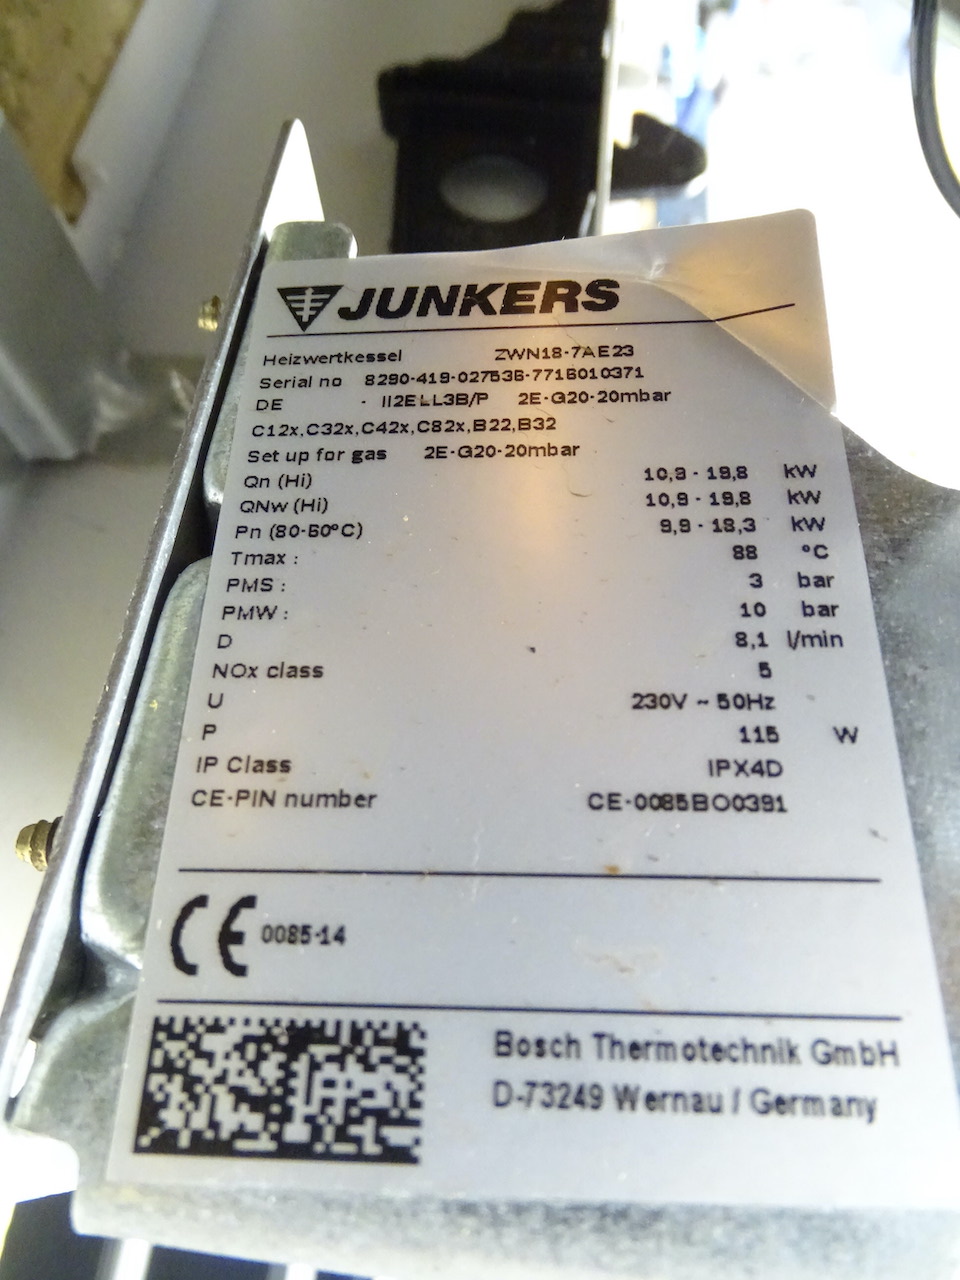 JUNKERS
Heizwertkessel ZWN18-7AE23
Serial no 8290-419-027536-7716010371
DE - II2ELL3B/P 2E-G20-20mbar
C12x,C32x,C42x,C82x,B22,B32
Set up for gas 2E-G20-20mbar
Qn (Hi) 10,9 - 19,8 kW
QNw (Hi) 10,9 - 19,8 kW
Pn (80-60°C) 9,9 - 18,3 kW
Tmax : 88 °C
PMS : 3 bar
PMW : 10 bar
D 8,1 l/min
NOx class 5
U 230V ~ 50Hz
P 115 W
IP Class IPX4D
CE-PIN number CE-0085BO0391
CE 0085-14
Bosch Thermotechnik GmbH
D-73249 Wernau / Germany